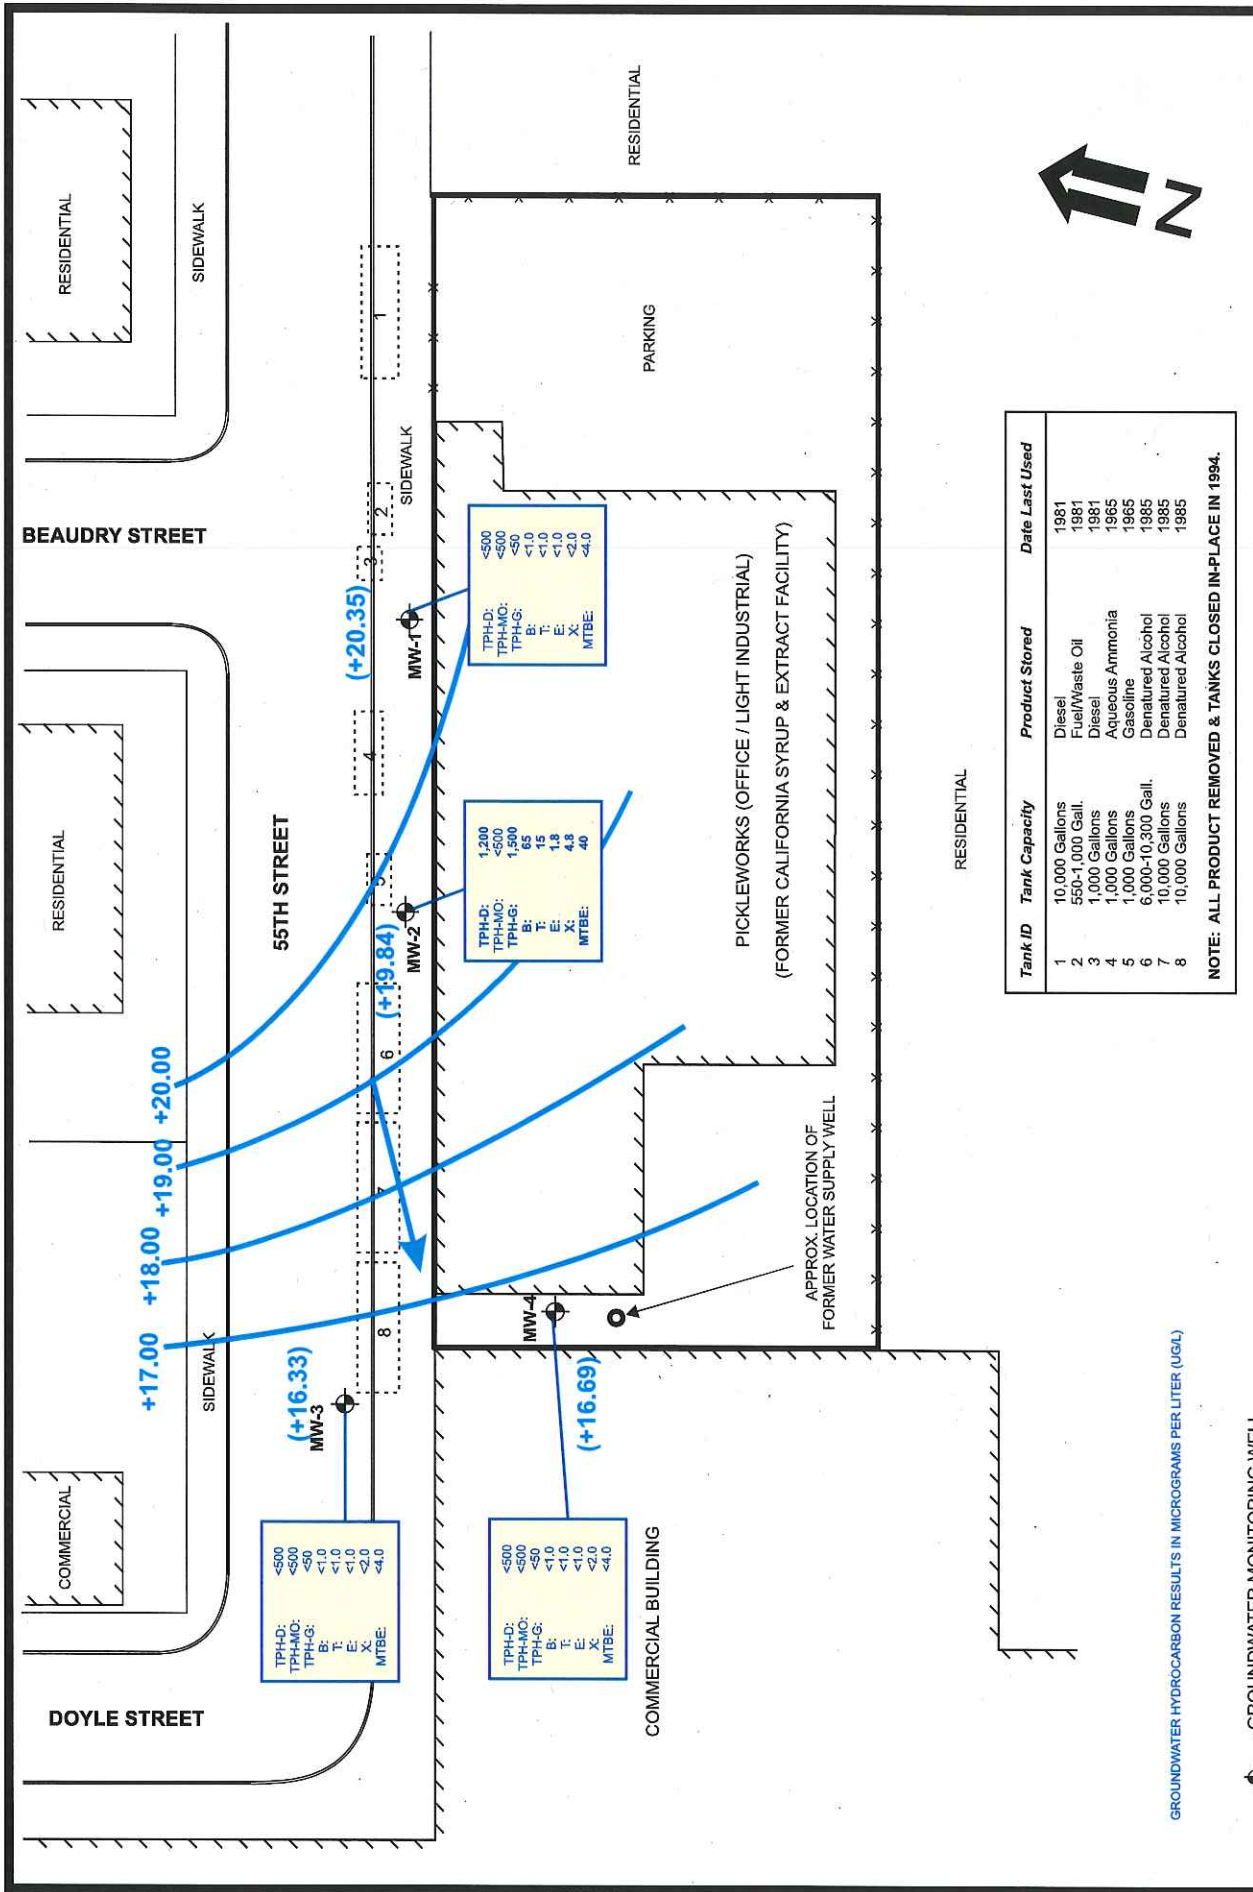 DOYLE STREET
BEAUDRY STREET
COMMERCIAL
RESIDENTIAL
RESIDENTIAL
SIDEWALK
SIDEWALK
+17.00
+18.00
+19.00
+20.00
55TH STREET
TPH-D: <500
TPH-MO: <500
TPH-G: <50
B: <1.0
T: <1.0
E: <1.0
X: <2.0
MTBE: <4.0
(+16.33)
MW-3
8
7
6
5
4
3
2
1
(+19.84)
MW-2
(+20.35)
MW-1
SIDEWALK
TPH-D: <500
TPH-MO: <500
TPH-G: <50
B: <1.0
T: <1.0
E: <1.0
X: <2.0
MTBE: <4.0
(+16.69)
MW-4
TPH-D: 1,200
TPH-MO: <500
TPH-G: 1,500
B: 65
T: 15
E: 1.8
X: 4.8
MTBE: 40
TPH-D: <500
TPH-MO: <500
TPH-G: <50
B: <1.0
T: <1.0
E: <1.0
X: <2.0
MTBE: <4.0
RESIDENTIAL
PARKING
COMMERCIAL BUILDING
PICKLEWORKS (OFFICE / LIGHT INDUSTRIAL)
(FORMER CALIFORNIA SYRUP & EXTRACT FACILITY)
APPROX. LOCATION OF
FORMER WATER SUPPLY WELL
RESIDENTIAL
N
Tank ID Tank Capacity Product Stored Date Last Used
1 10,000 Gallons Diesel 1981
2 550-1,000 Gall. Fuel/Waste Oil 1981
3 1,000 Gallons Diesel 1981
4 1,000 Gallons Aqueous Ammonia 1965
5 1,000 Gallons Gasoline 1965
6 6,000-10,300 Gall. Denatured Alcohol 1985
7 10,000 Gallons Denatured Alcohol 1985
8 10,000 Gallons Denatured Alcohol 1985
NOTE: ALL PRODUCT REMOVED & TANKS CLOSED IN-PLACE IN 1994.
GROUNDWATER HYDROCARBON RESULTS IN MICROGRAMS PER LITER (UG/L)
GROUNDWATER MONITORING WELL